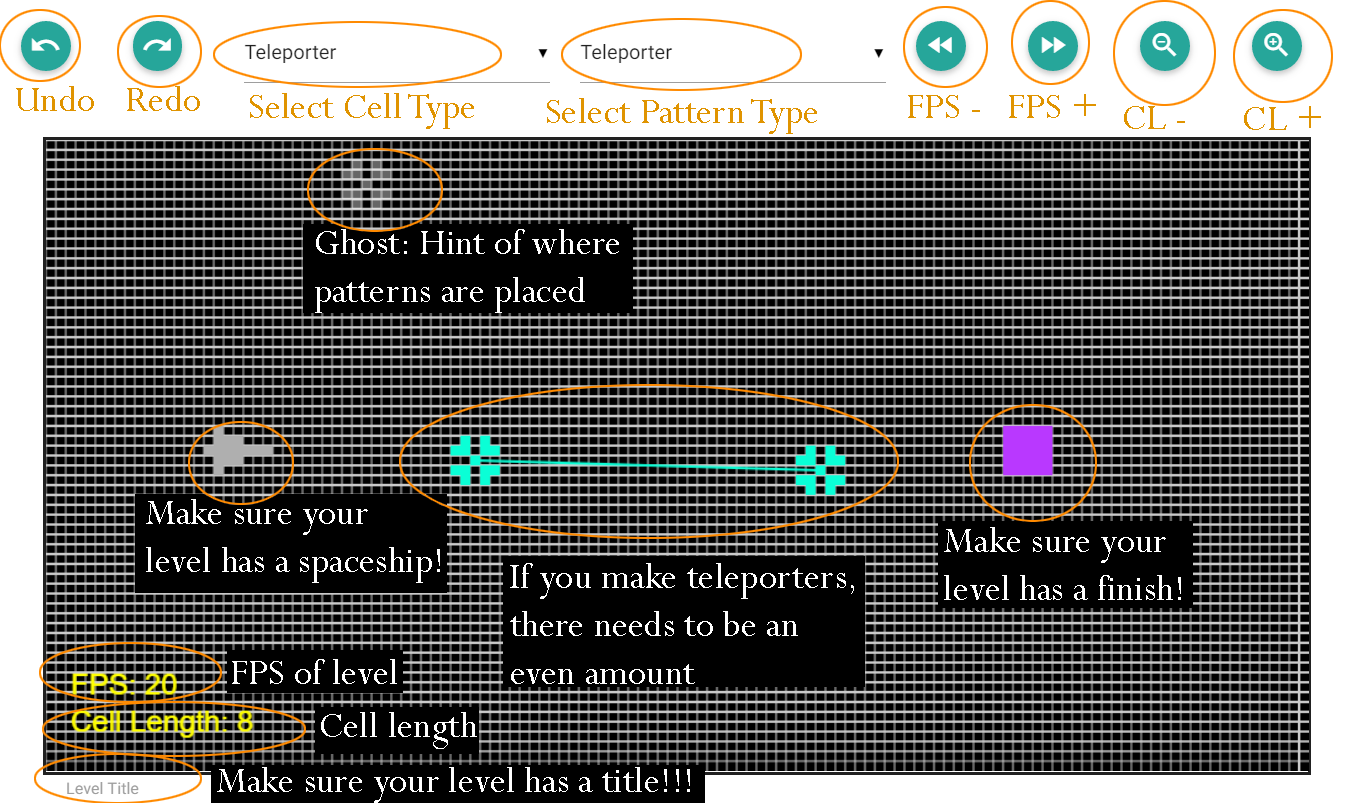 Teleporter
Teleporter
Undo
Redo
Select Cell Type
Select Pattern Type
FPS -
FPS +
CL -
CL +
Ghost: Hint of where
patterns are placed
Make sure your
level has a spaceship!
If you make teleporters,
there needs to be an
even amount
Make sure your
level has a finish!
FPS: 20
FPS of level
Cell Length: 8
Cell length
Level Title
Make sure your level has a title!!!